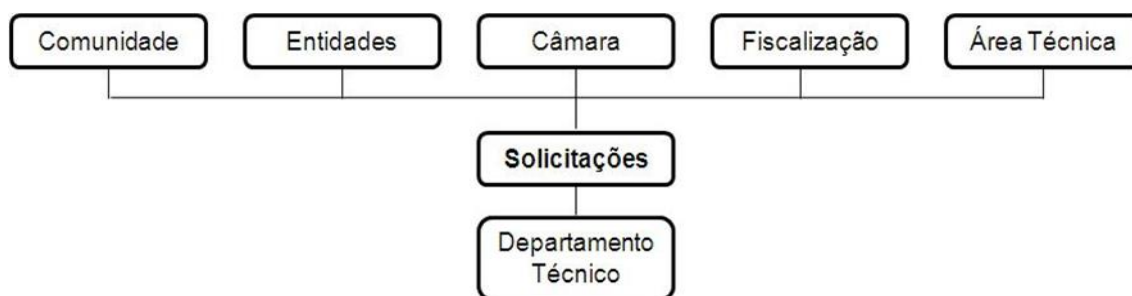 Comunidade
Entidades
Câmara
Fiscalização
Área Técnica
Solicitações
Departamento
Técnico